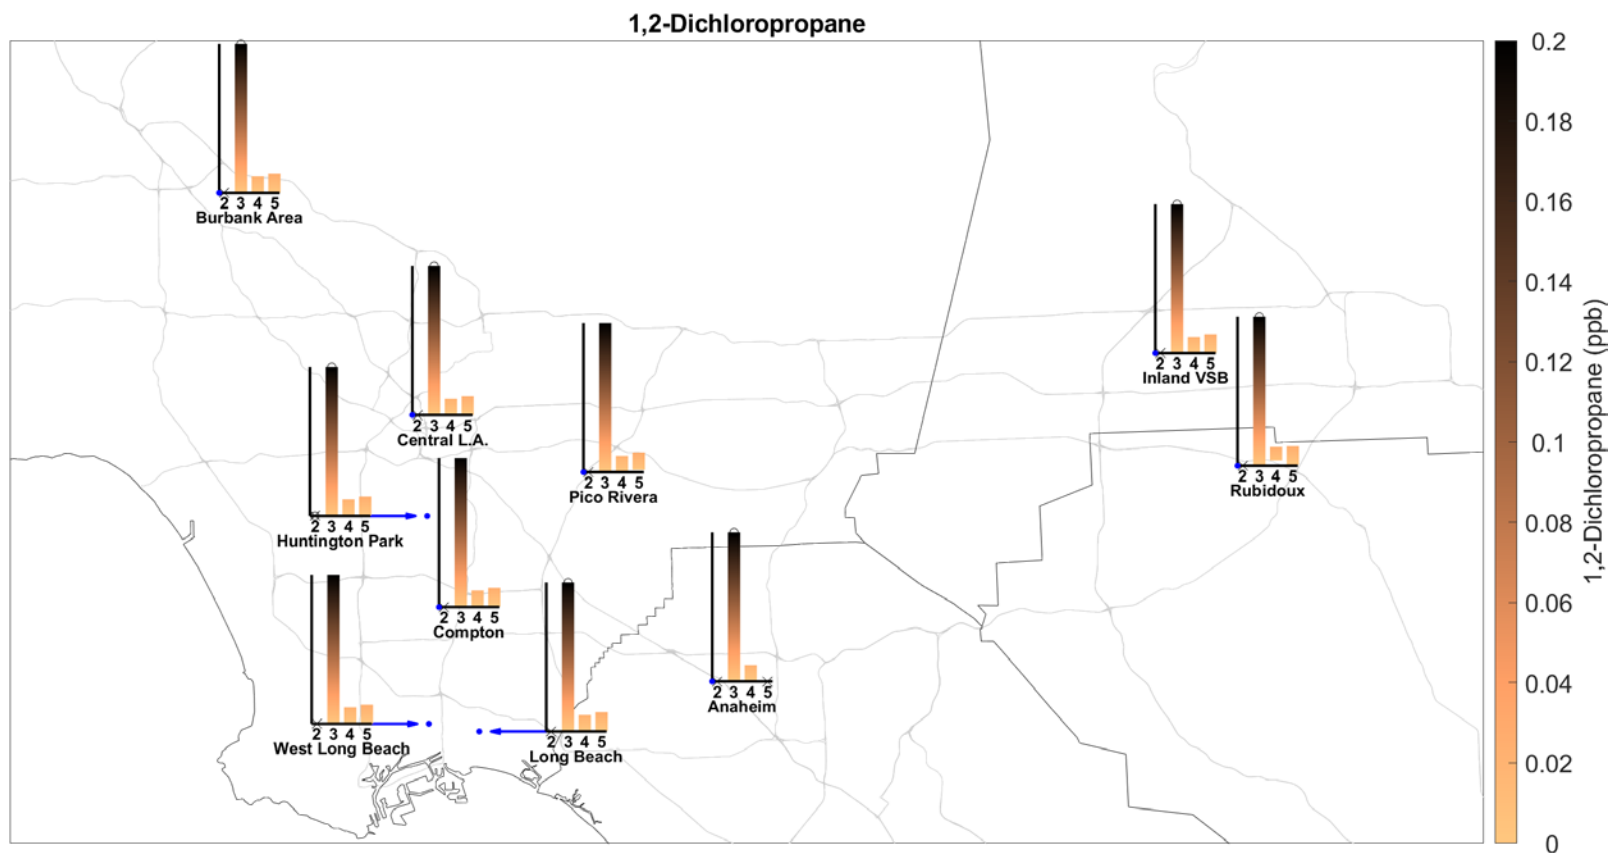 1,2-Dichloropropane
2 3 4 5
Burbank Area
2 3 4 5
Central L.A.
2 3 4 5
Pico Rivera
2 3 4 5
Inland VSB
2 3 4 5
Rubidoux
2 3 4 5
Huntington Park
2 3 4 5
Compton
2 3 4 5
West Long Beach
2 3 4 5
Long Beach
2 3 4 5
Anaheim
0.2
0.18
0.16
0.14
0.12
0.1
0.08
0.06
0.04
0.02
0
1,2-Dichloropropane (ppb)